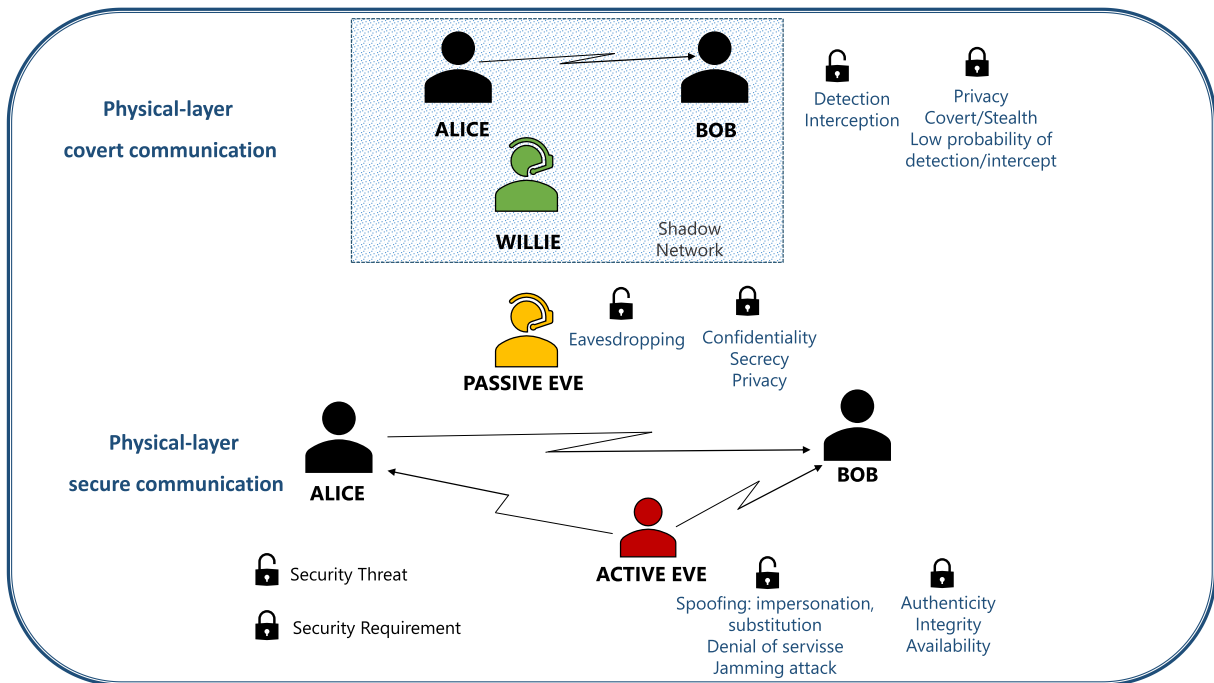 Physical-layer
covert communication
ALICE
BOB
WILLIE
Shadow
Network
Detection
Interception
Privacy
Covert/Stealth
Low probability of
detection/intercept
PASSIVE EVE
Eavesdropping
Confidentiality
Secrecy
Privacy
Physical-layer
secure communication
ALICE
BOB
ACTIVE EVE
Security Threat
Security Requirement
Spoofing: impersonation,
substitution
Denial of servisse
Jamming attack
Authenticity
Integrity
Availability